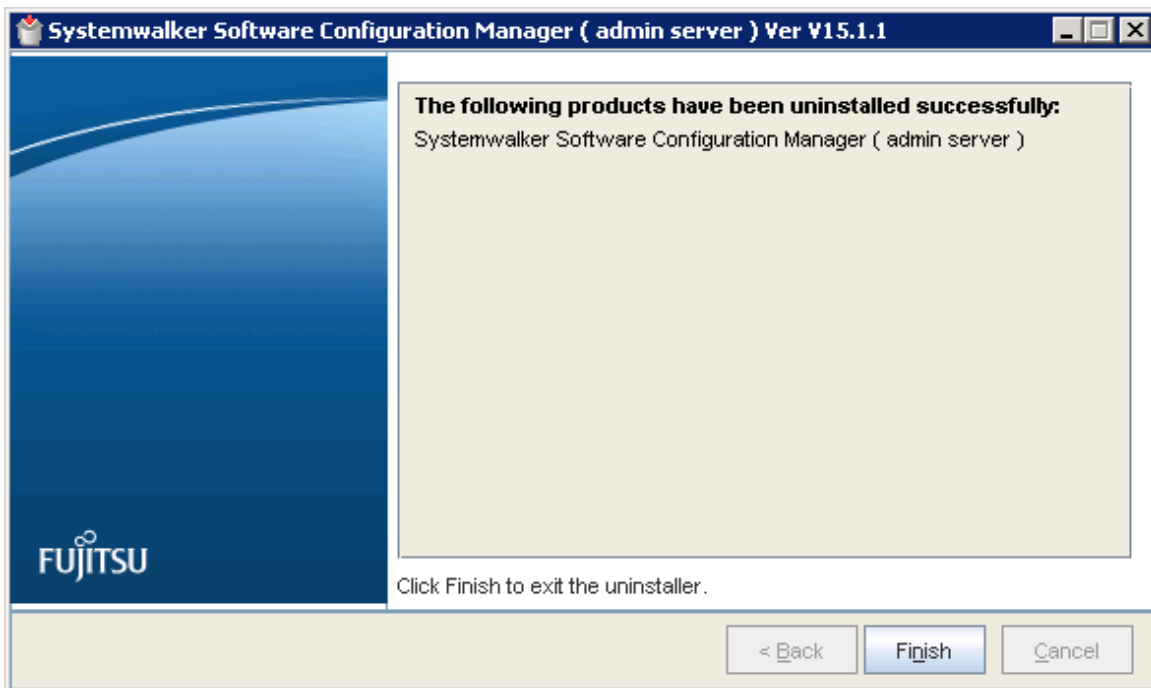 Systemwalker Software Configuration Manager ( admin server ) Ver V15.1.1
The following products have been uninstalled successfully:
Systemwalker Software Configuration Manager ( admin server )
FUJITSU
Click Finish to exit the uninstaller.
< Back
Finish
Cancel